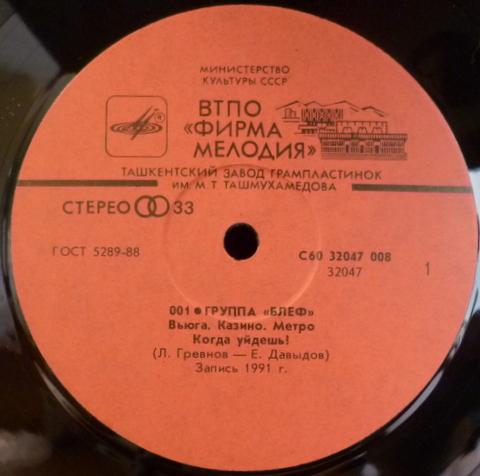 МИНИСТЕРСТВО
КУЛЬТУРЫ СССР
ВТПО
«ФИРМА
МЕЛОДИЯ»
®
ТАШКЕНТСКИЙ ЗАВОД ГРАМПЛАСТИНОК
ИМ. М. Т. ТАШМУХАМЕДОВА
СТЕРЕО 33
ГОСТ 5289-88
С60 32047 008
32047
1
001 ● ГРУППА «БЛЕФ»
Вьюга. Казино. Метро
Когда уйдешь!
(Л. Гревнов — Е. Давыдов)
Запись 1991 г.